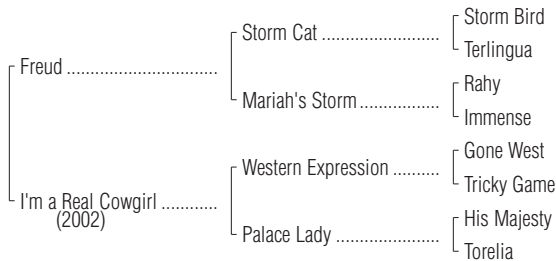 Storm Bird
Storm Cat ......................
Terlingua
Freud ................................
Rahy
Mariah's Storm .................
Immense
Gone West
Western Expression ..........
Tricky Game
I'm a Real Cowgirl ............
(2002)
His Majesty
Palace Lady ......................
Torelia